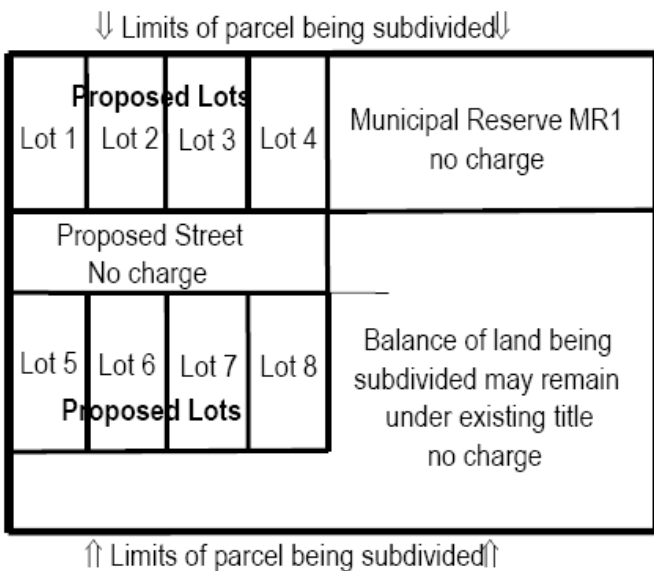 ⇓ Limits of parcel being subdivided⇓
Proposed Lots
Lot 1 Lot 2 Lot 3 Lot 4
Municipal Reserve MR1
no charge
Proposed Street
No charge
Lot 5 Lot 6 Lot 7 Lot 8
Proposed Lots
Balance of land being
subdivided may remain
under existing title
no charge
⇑ Limits of parcel being subdivided⇑